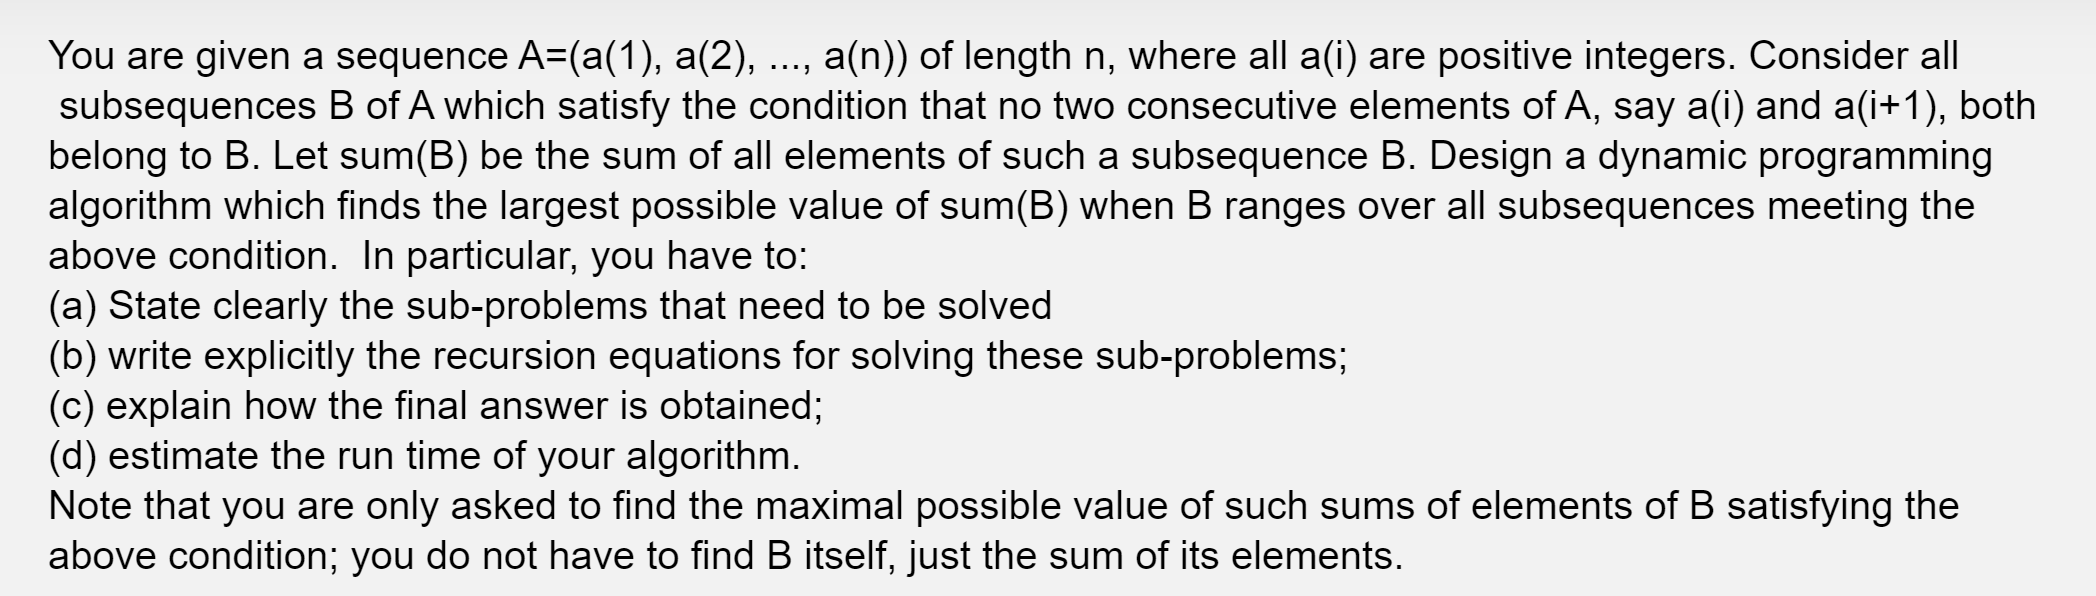 You are given a sequence A=(a(1), a(2), ..., a(n)) of length n, where all a(i) are positive integers. Consider all
subsequences B of A which satisfy the condition that no two consecutive elements of A, say a(i) and a(i+1), both
belong to B. Let sum(B) be the sum of all elements of such a subsequence B. Design a dynamic programming
algorithm which finds the largest possible value of sum(B) when B ranges over all subsequences meeting the
above condition.  In particular, you have to:
(a) State clearly the sub-problems that need to be solved
(b) write explicitly the recursion equations for solving these sub-problems;
(c) explain how the final answer is obtained;
(d) estimate the run time of your algorithm.
Note that you are only asked to find the maximal possible value of such sums of elements of B satisfying the
above condition; you do not have to find B itself, just the sum of its elements.